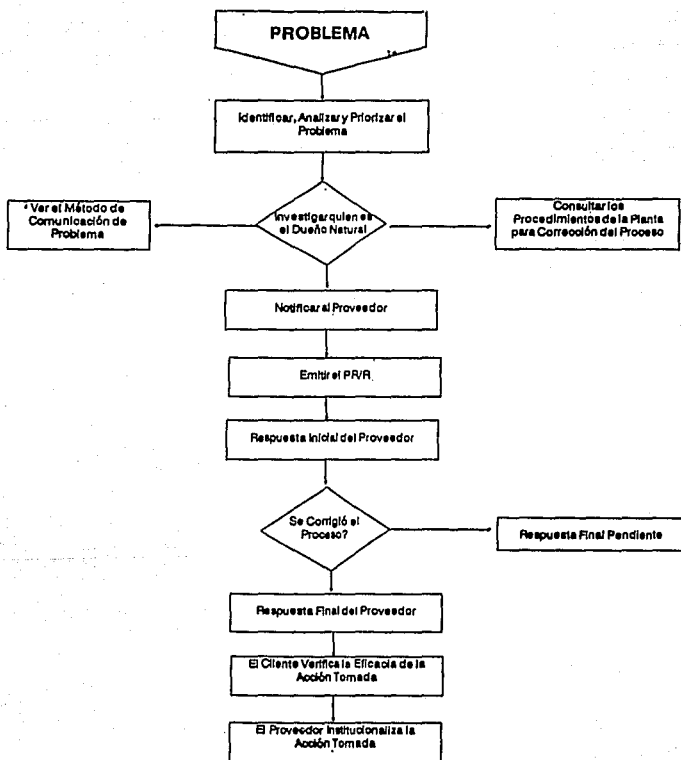 PROBLEMA
Identificar, Analizar y Priorizar el
Problema
* Ver el Método de
Comunicación de
Problema
Investigar quien es
el Dueño Natural
Consultar los
Procedimientos de la Planta
para Corrección del Proceso
Notificar al Proveedor
Emitir el PR/R
Respuesta Inicial del Proveedor
Se Corrigió el
Proceso?
Respuesta Final Pendiente
Respuesta Final del Proveedor
El Cliente Verifica la Eficacia de la
Acción Tomada
El Proveedor Institucionaliza la
Acción Tomada